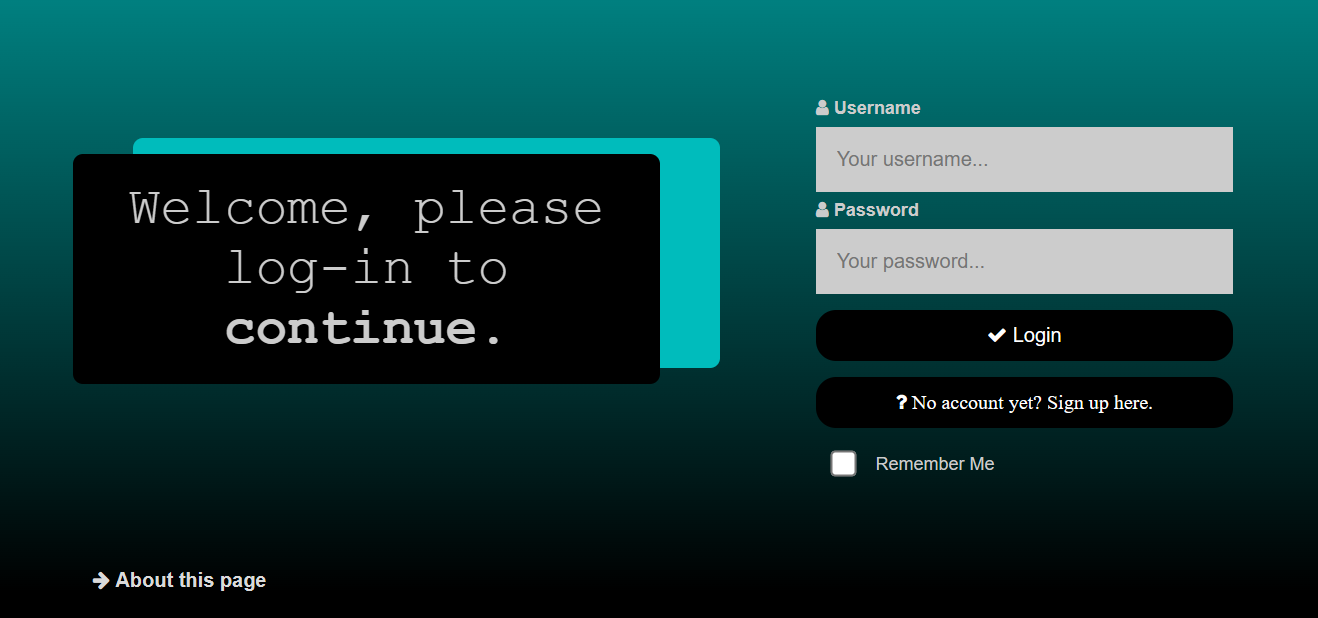 Welcome, please
log-in to
continue.
Username
Your username...
Password
Your password...
Login
? No account yet? Sign up here.
Remember Me
About this page